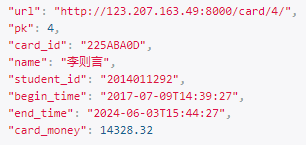 "url": "http://123.207.163.49:8000/card/4/",
"pk": 4,
"card_id": "225ABA0D",
"name": "李则言",
"student_id": "2014011292",
"begin_time": "2017-07-09T14:39:27",
"end_time": "2024-06-03T15:44:27",
"card_money": 14328.32